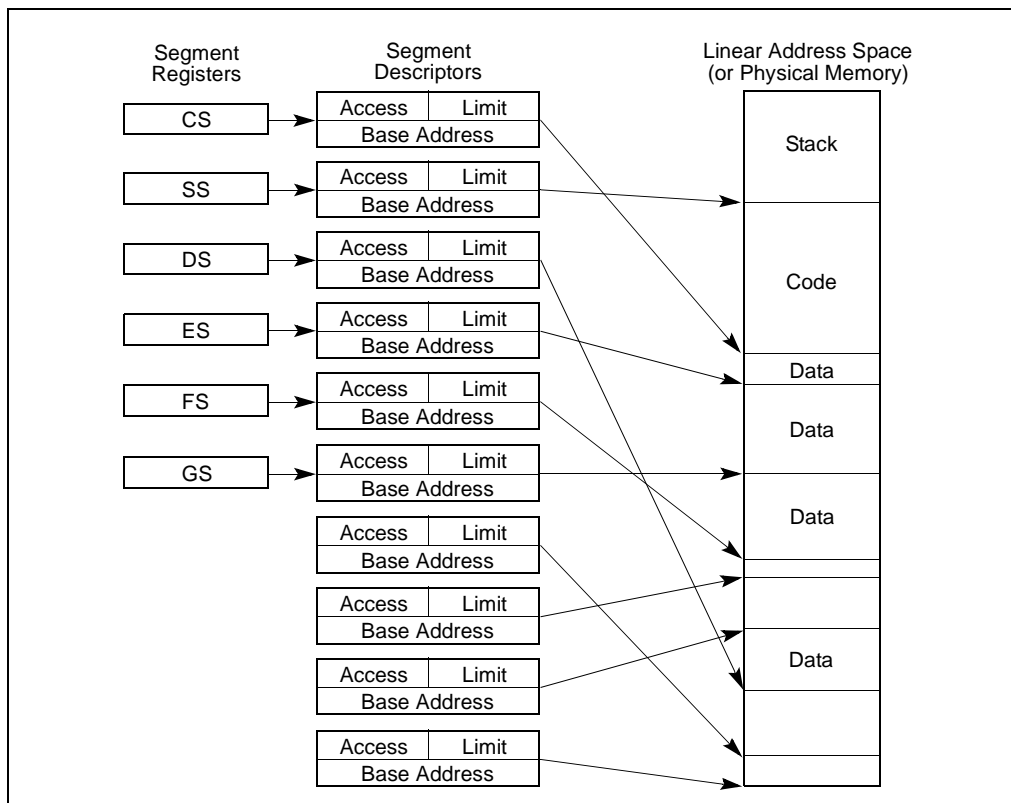 Segment
Registers
Segment
Descriptors
Linear Address Space
(or Physical Memory)
CS
Access Limit
Base Address
Stack
SS
Access Limit
Base Address
DS
Access Limit
Base Address
Code
ES
Access Limit
Base Address
Data
FS
Access Limit
Base Address
Data
GS
Access Limit
Base Address
Data
Access Limit
Base Address
Access Limit
Base Address
Access Limit
Base Address
Data
Access Limit
Base Address